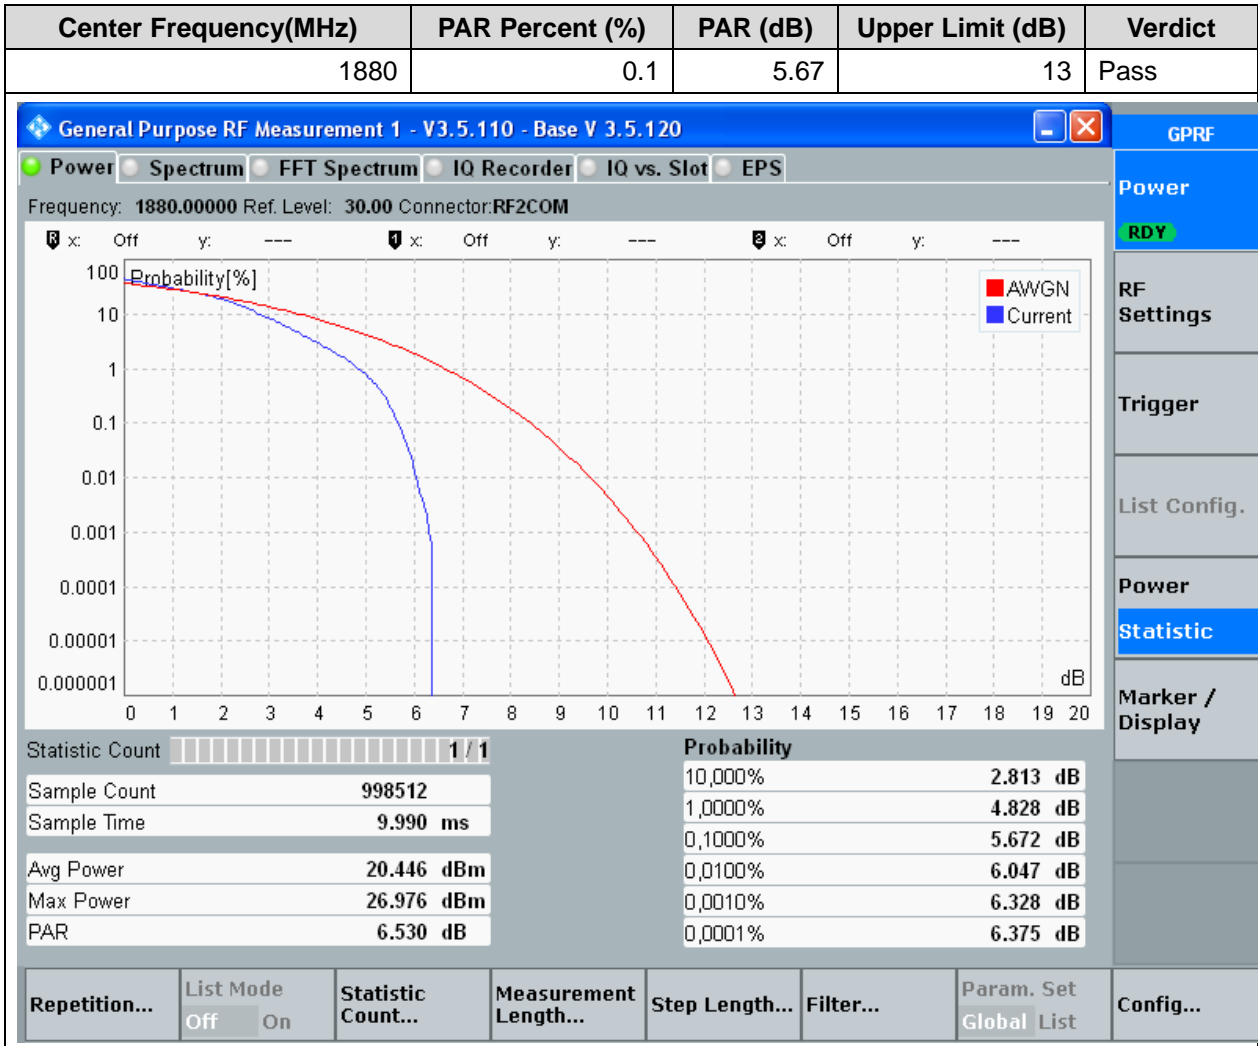 Center Frequency(MHz) PAR Percent (%) PAR (dB) Upper Limit (dB) Verdict
1880 0.1 5.67 13 Pass
General Purpose RF Measurement 1 - V3.5.110 - Base V 3.5.120
GPRF
Power Spectrum FFT Spectrum IQ Recorder IQ vs. Slot EPS
Frequency: 1880.00000 Ref. Level: 30.00 Connector:RF2COM
Power
RDY
R x: Off y: --- 1 x: Off y: --- 2 x: Off y: ---
Probability[%]
100
10
1
0.1
0.01
0.001
0.0001
0.00001
0.000001
AWGN
Current
dB
0 1 2 3 4 5 6 7 8 9 10 11 12 13 14 15 16 17 18 19 20
RF
Settings
Trigger
List Config.
Power
Statistic
Marker /
Display
Statistic Count 1 / 1
Sample Count 998512
Sample Time 9.990 ms
Avg Power 20.446 dBm
Max Power 26.976 dBm
PAR 6.530 dB
Probability
10,000% 2.813 dB
1,0000% 4.828 dB
0,1000% 5.672 dB
0,0100% 6.047 dB
0,0010% 6.328 dB
0,0001% 6.375 dB
Repetition...
List Mode
Off On
Statistic
Count...
Measurement
Length...
Step Length...
Filter...
Param. Set
Global List
Config...